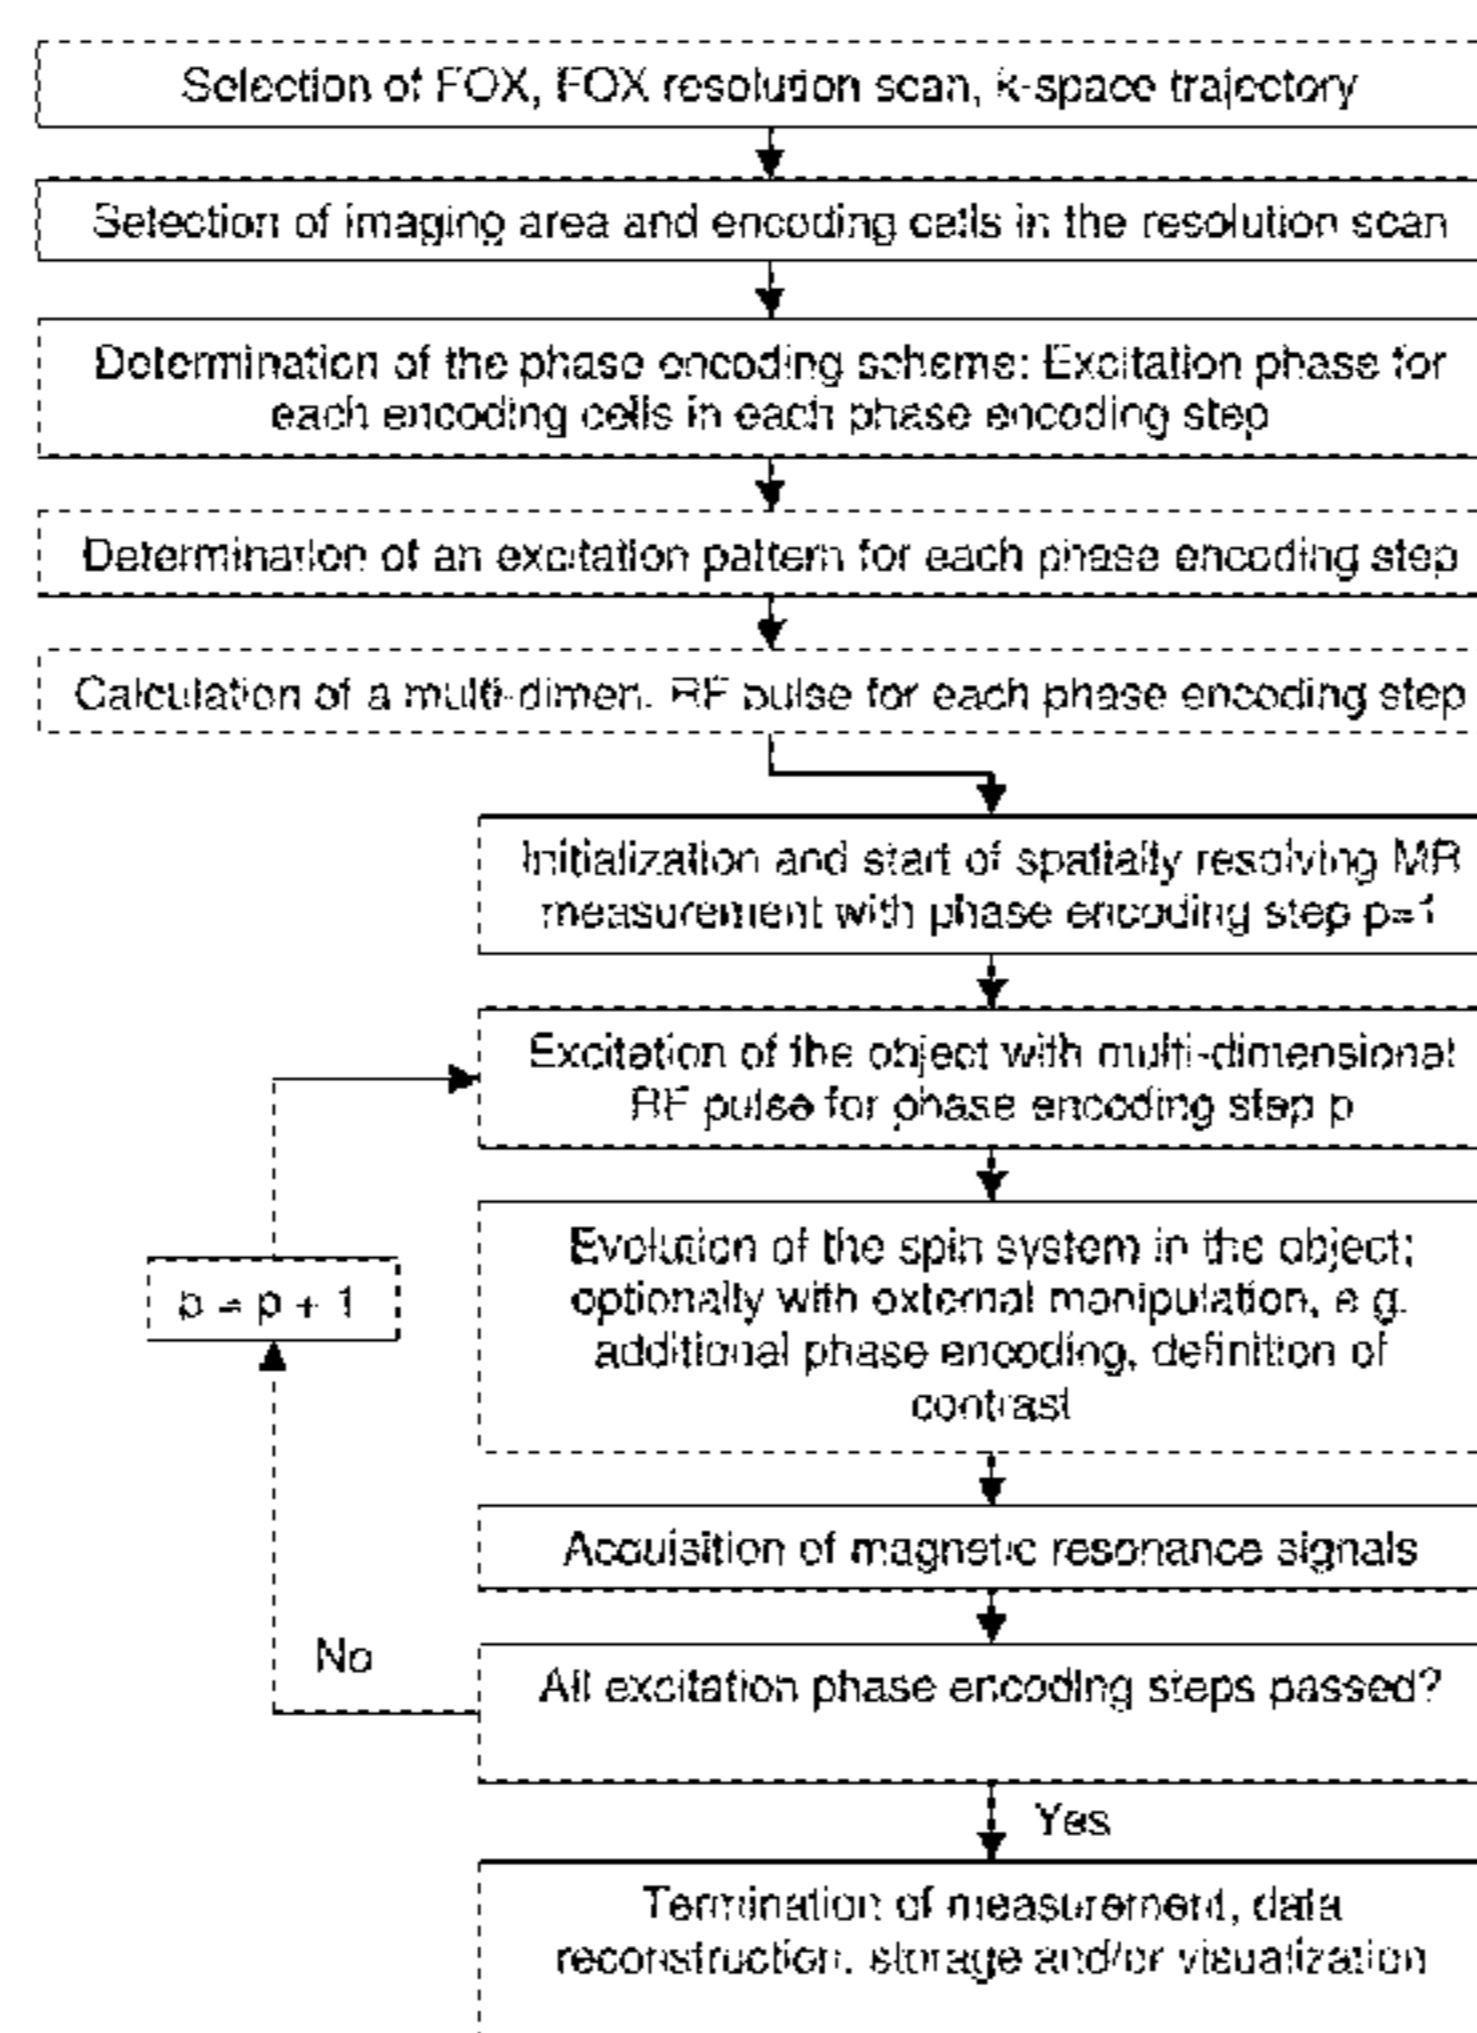 Selection of FOX, FOX resolution scan, k-space trajectory
Selection of imaging area and encoding cells in the resolution scan
Determination of the phase encoding scheme: Excitation phase for
each encoding cells in each phase encoding step
Determination of an excitation pattern for each phase encoding step
Calculation of a multi-dimen. RF pulse for each phase encoding step
Initialization and start of spatially resolving MR
measurement with phase encoding step p=1
Excitation of the object with multi-dimensional
RF pulse for phase encoding step p
Evolution of the spin system in the object;
optionally with external manipulation, e.g.
additional phase encoding, definition of
contrast
p = p + 1
Acquisition of magnetic resonance signals
No
All excitation phase encoding steps passed?
Yes
Termination of measurement, data
reconstruction, storage and/or visualization